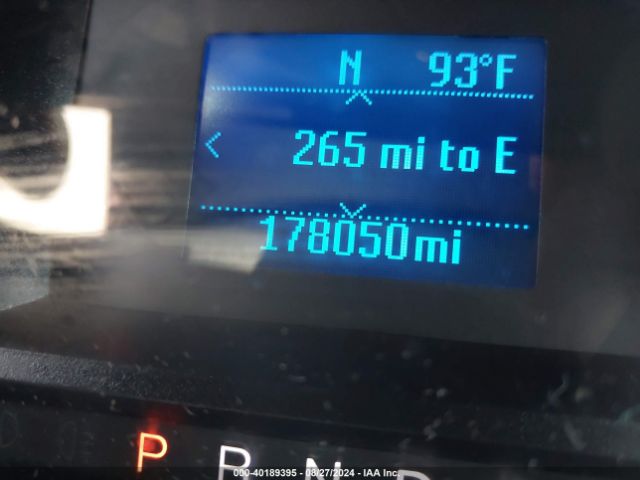 N 93°F
< 265 mi to E
178050mi
P R N D
000-40189395 - 08/27/2024 - IAA Inc.